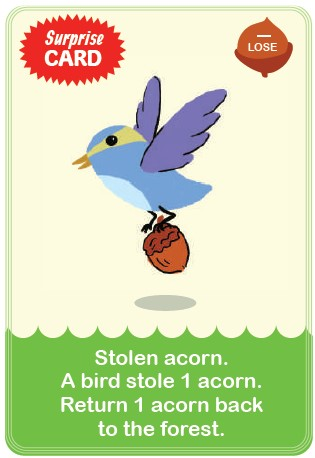 Surprise
CARD
—
LOSE
Stolen acorn.
A bird stole 1 acorn.
Return 1 acorn back
to the forest.